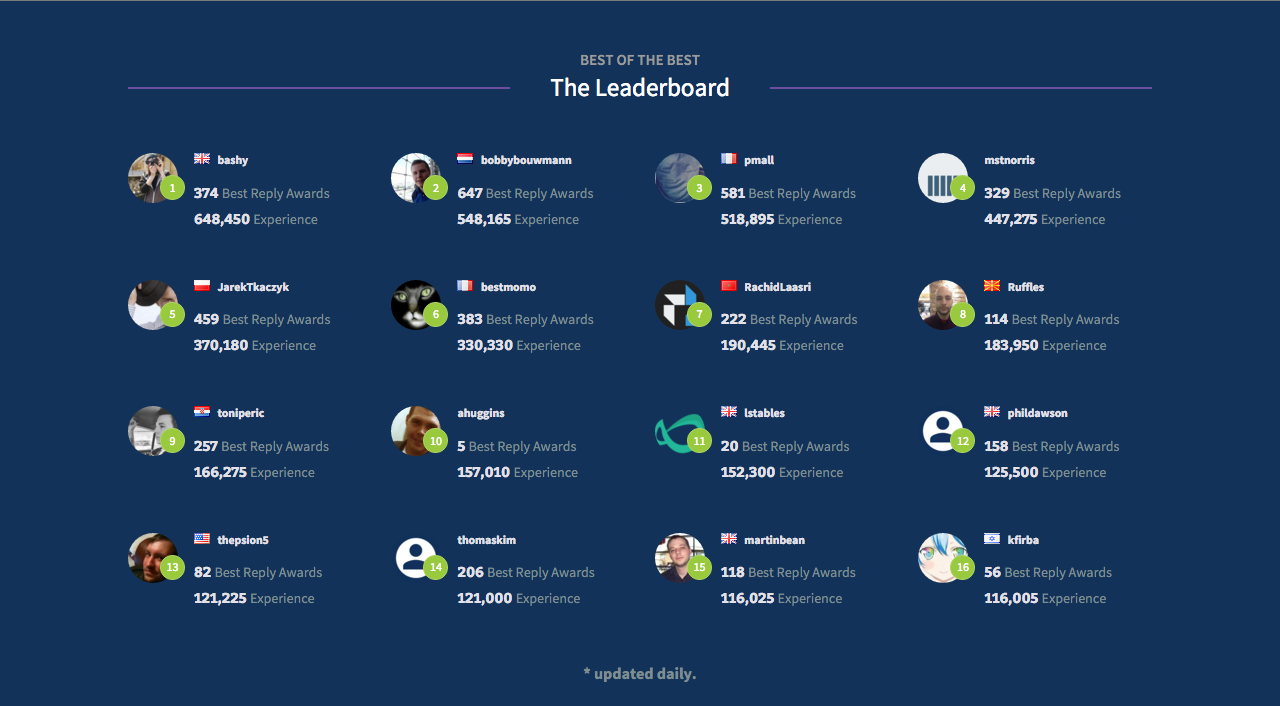 BEST OF THE BEST
The Leaderboard
bashy
374 Best Reply Awards
648,450 Experience
1
bobbybouwmann
647 Best Reply Awards
548,165 Experience
2
pmall
581 Best Reply Awards
518,895 Experience
3
mstnorris
329 Best Reply Awards
447,275 Experience
4
JarekTkaczyk
459 Best Reply Awards
370,180 Experience
5
bestmomo
383 Best Reply Awards
330,330 Experience
6
RachidLaasri
222 Best Reply Awards
190,445 Experience
7
Ruffles
114 Best Reply Awards
183,950 Experience
8
toniperic
257 Best Reply Awards
166,275 Experience
9
ahuggins
5 Best Reply Awards
157,010 Experience
10
lstables
20 Best Reply Awards
152,300 Experience
11
phildawson
158 Best Reply Awards
125,500 Experience
12
thepsion5
82 Best Reply Awards
121,225 Experience
13
thomaskim
206 Best Reply Awards
121,000 Experience
14
martinbean
118 Best Reply Awards
116,025 Experience
15
kfirba
56 Best Reply Awards
116,005 Experience
16
* updated daily.